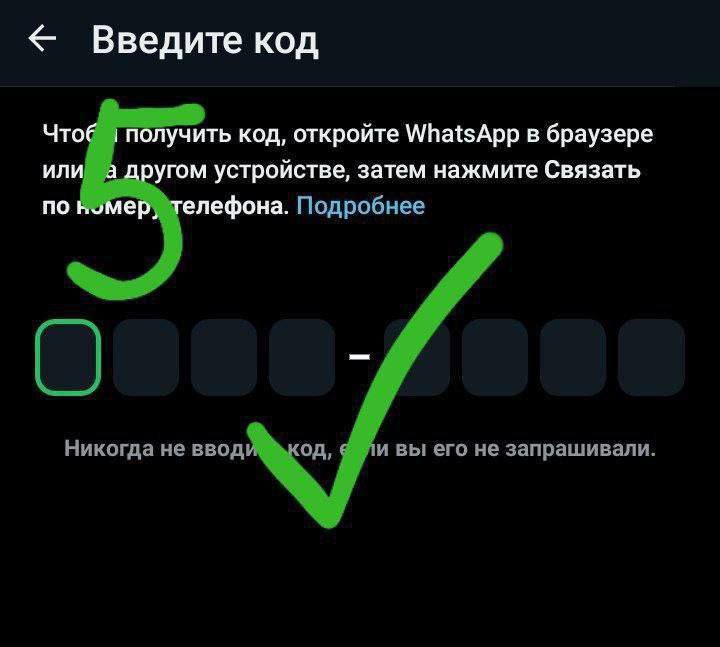 Введите код
5
получить код, откройте WhatsApp в браузере
или другом устройстве, затем нажмите Связать
по телефона. Подробнее
–
Никогда не код, вы его не запрашивали.